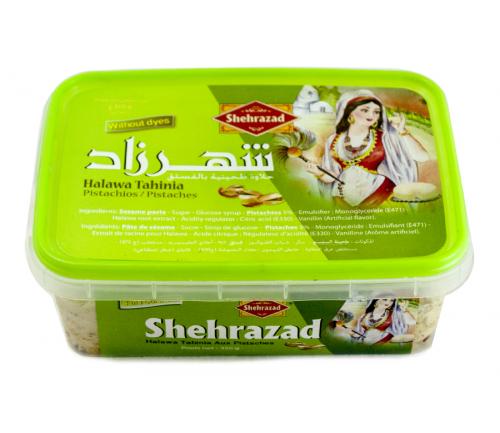 Without dyes
Shehrazad
شهرزاد
حلاوة طحينية بالفستق
Halawa Tahinia
Pistachios / Pistaches
Ingredients: Sesame paste - Sugar - Glucose syrup - Pistachios 5% - Emulsifier : Monoglyceride (E471) -
Halawa root extract - Acidity regulator : Citric acid (E330) - Vanillin (Artificial flavor).
Ingrédients : Pâte de sésame - Sucre - Sirop de glucose - Pistaches 5% - Monoglycéride : Emulsifiant (E471) -
Extrait de racine pour Halawa - Acide citrique : Régulateur d'acidité (E330) - Vanilline (Arôme artificiel).
Shehrazad
Shehrazad
Halawa Tahinia Aux Pistaches